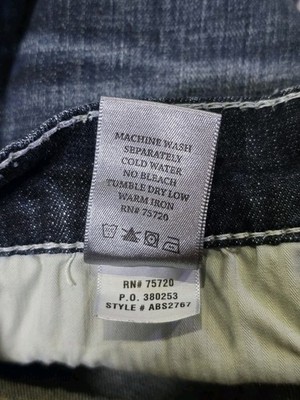 MACHINE WASH
SEPARATELY
COLD WATER
NO BLEACH
TUMBLE DRY LOW
WARM IRON
RN# 75720
RN# 75720
P.O. 380253
STYLE # ABS2767